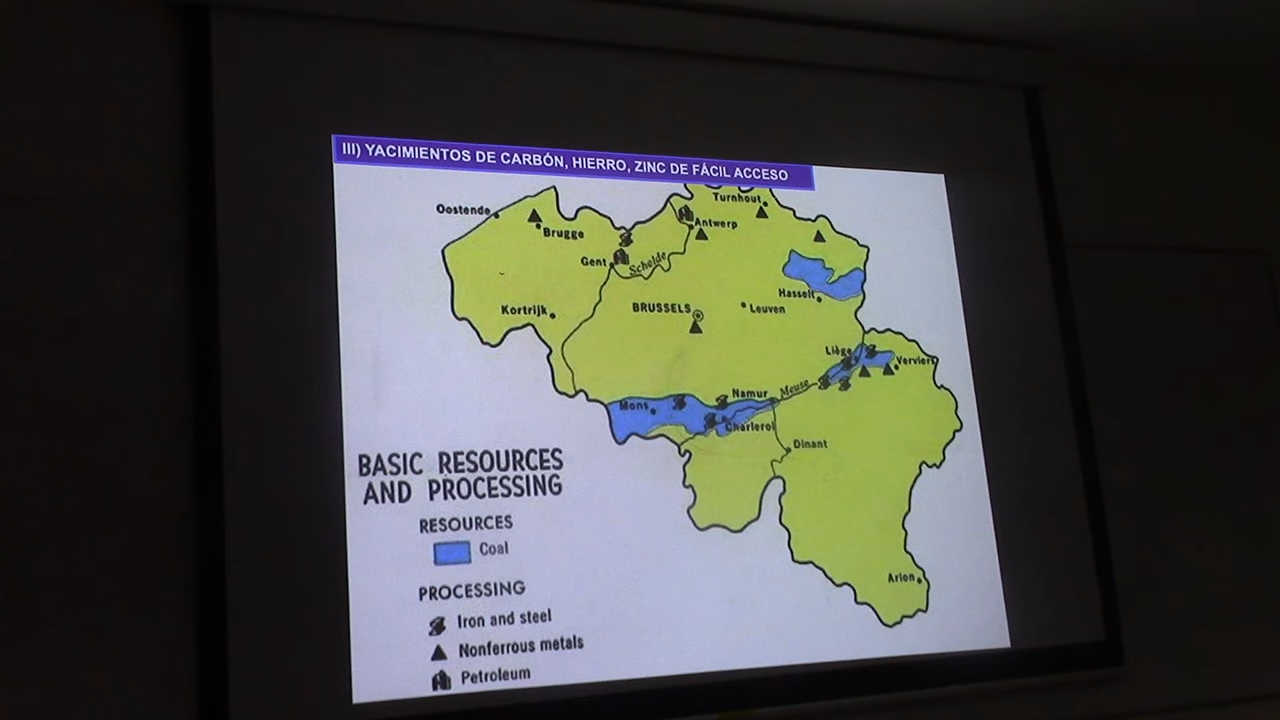 III) YACIMIENTOS DE CARBÓN, HIERRO, ZINC DE FÁCIL ACCESO
Turnhout
Oostende
Brugge
Antwerp
Gent
Schelde
Hasselt
Kortrijk
BRUSSELS
Leuven
Liège
Verviers
Namur
Meuse
Mons
Charleroi
Dinant
BASIC RESOURCES
AND PROCESSING
RESOURCES
Coal
Arlon
PROCESSING
Iron and steel
Nonferrous metals
Petroleum